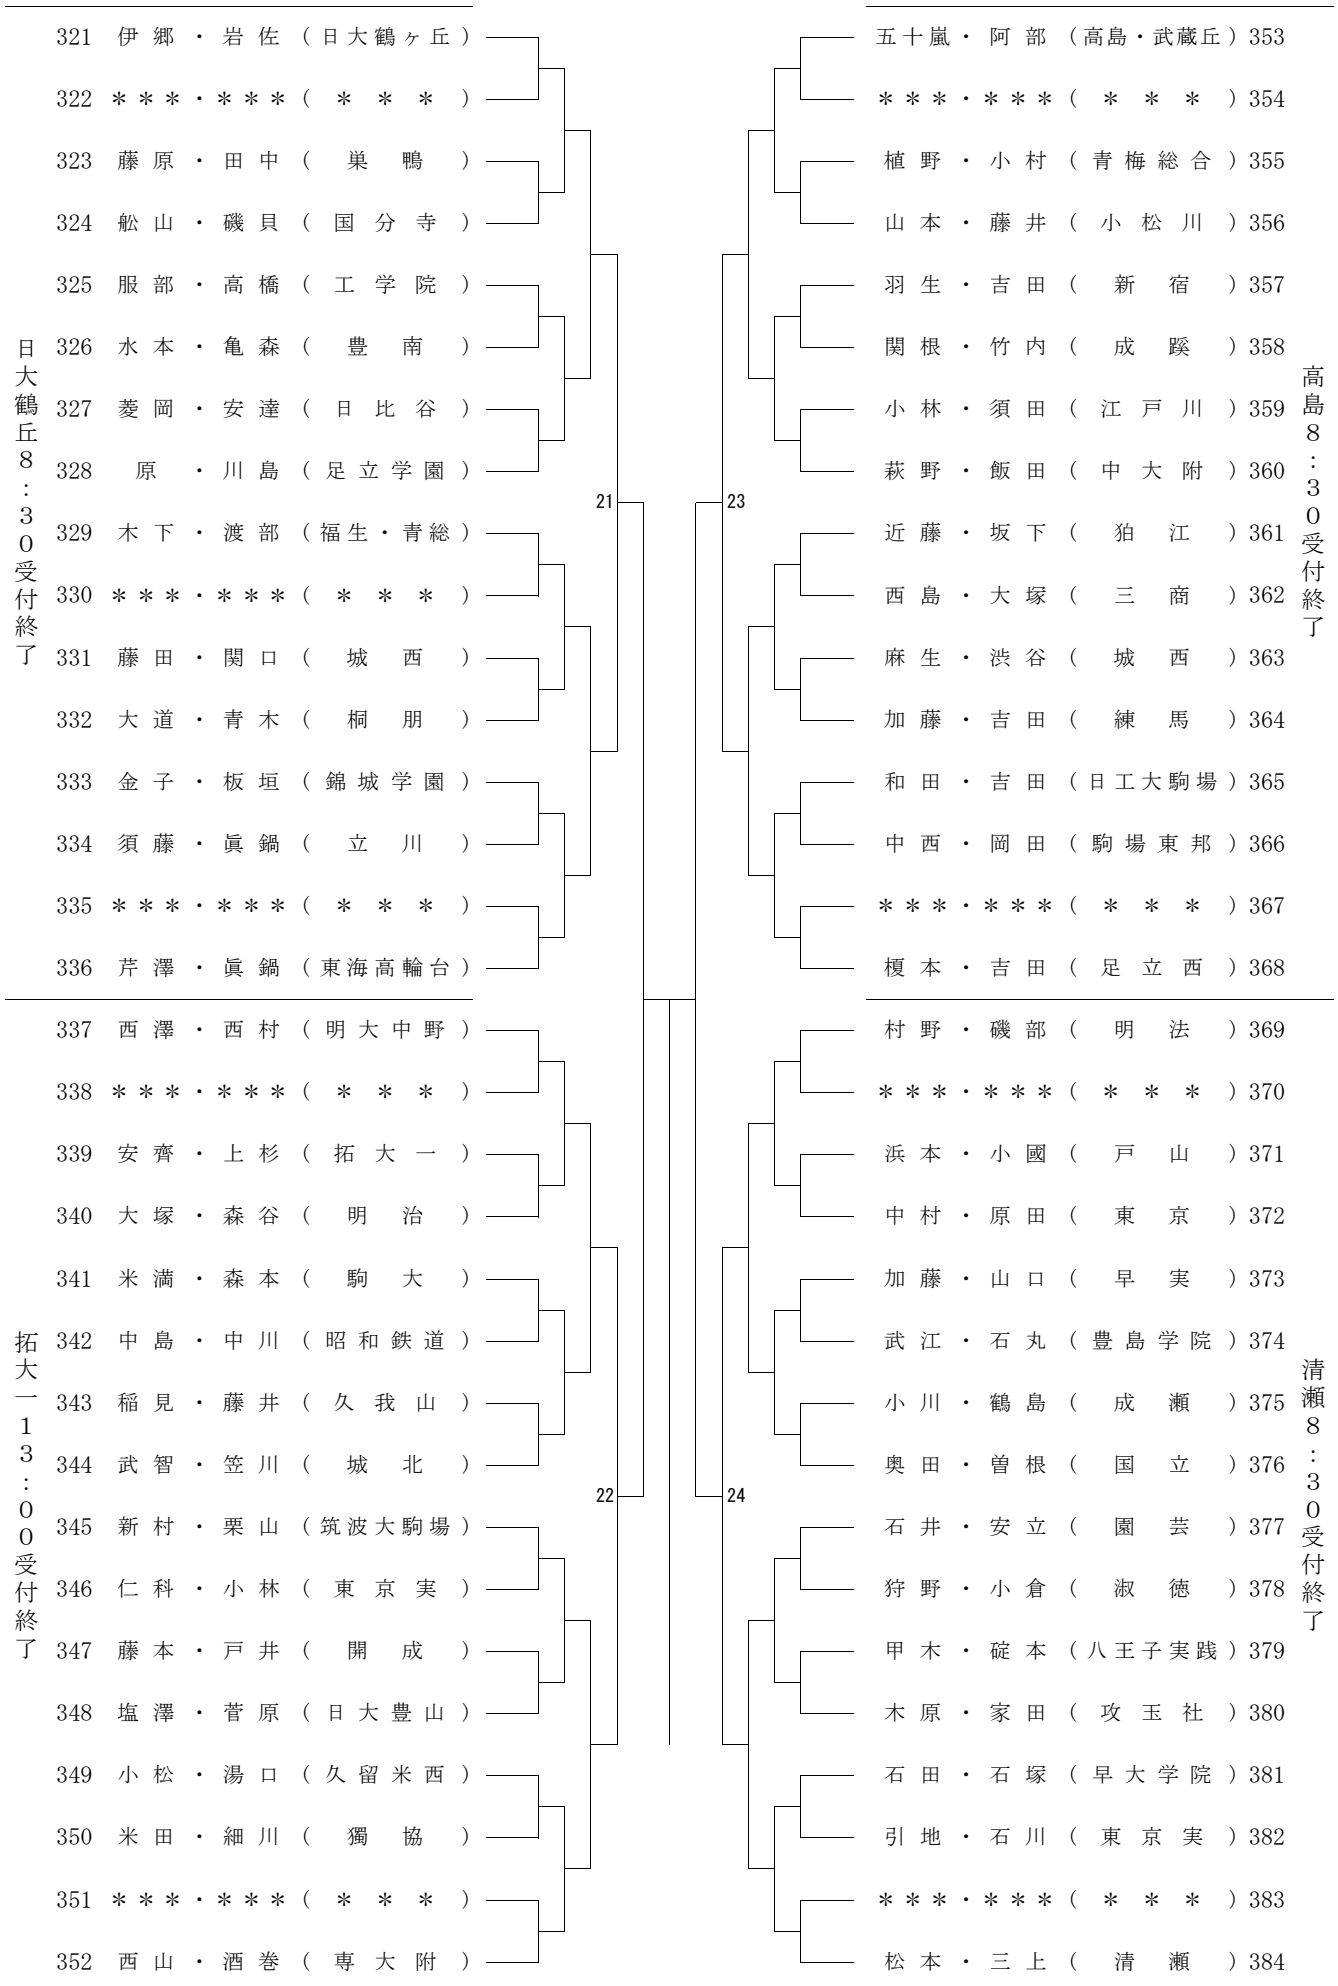 321 伊郷・岩佐（日大鶴ヶ丘）
322 ＊＊＊・＊＊＊（＊＊＊）
323 藤原・田中（巣鴨）
324 舩山・磯貝（国分寺）
325 服部・高橋（工学院）
326 水本・亀森（豊南）
327 菱岡・安達（日比谷）
328 原・川島（足立学園）
21
329 木下・渡部（福生・青総）
330 ＊＊＊・＊＊＊（＊＊＊）
331 藤田・関口（城西）
332 大道・青木（桐朋）
333 金子・板垣（錦城学園）
334 須藤・眞鍋（立川）
335 ＊＊＊・＊＊＊（＊＊＊）
336 芹澤・眞鍋（東海高輪台）
日大鶴丘８：３０受付終了
337 西澤・西村（明大中野）
338 ＊＊＊・＊＊＊（＊＊＊）
339 安齊・上杉（拓大一）
340 大塚・森谷（明治）
341 米満・森本（駒大）
342 中島・中川（昭和鉄道）
343 稲見・藤井（久我山）
344 武智・笠川（城北）
22
345 新村・栗山（筑波大駒場）
346 仁科・小林（東京実）
347 藤本・戸井（開成）
348 塩澤・菅原（日大豊山）
349 小松・湯口（久留米西）
350 米田・細川（獨協）
351 ＊＊＊・＊＊＊（＊＊＊）
352 西山・酒巻（専大附）
拓大一１３：００受付終了
五十嵐・阿部（高島・武蔵丘）353
＊＊＊・＊＊＊（＊＊＊）354
植野・小村（青梅総合）355
山本・藤井（小松川）356
羽生・吉田（新宿）357
関根・竹内（成蹊）358
小林・須田（江戸川）359
萩野・飯田（中大附）360
23
近藤・坂下（狛江）361
西島・大塚（三商）362
麻生・渋谷（城西）363
加藤・吉田（練馬）364
和田・吉田（日工大駒場）365
中西・岡田（駒場東邦）366
＊＊＊・＊＊＊（＊＊＊）367
榎本・吉田（足立西）368
高島８：３０受付終了
村野・磯部（明法）369
＊＊＊・＊＊＊（＊＊＊）370
浜本・小國（戸山）371
中村・原田（東京）372
加藤・山口（早実）373
武江・石丸（豊島学院）374
小川・鶴島（成瀬）375
奥田・曽根（国立）376
24
石井・安立（園芸）377
狩野・小倉（淑徳）378
甲木・碇本（八王子実践）379
木原・家田（攻玉社）380
石田・石塚（早大学院）381
引地・石川（東京実）382
＊＊＊・＊＊＊（＊＊＊）383
松本・三上（清瀬）384
清瀬８：３０受付終了